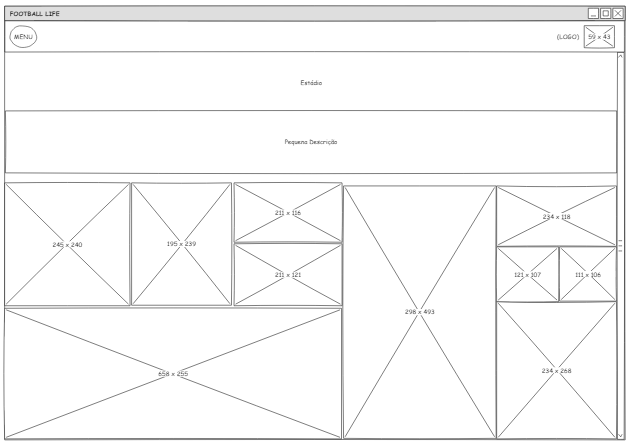 FOOTBALL LIFE
MENU
(LOGO)
59 x 43
Estádio
Pequena Descrição
245 x 240
195 x 239
211 x 116
211 x 121
298 x 493
234 x 118
121 x 107
111 x 106
658 x 255
234 x 268